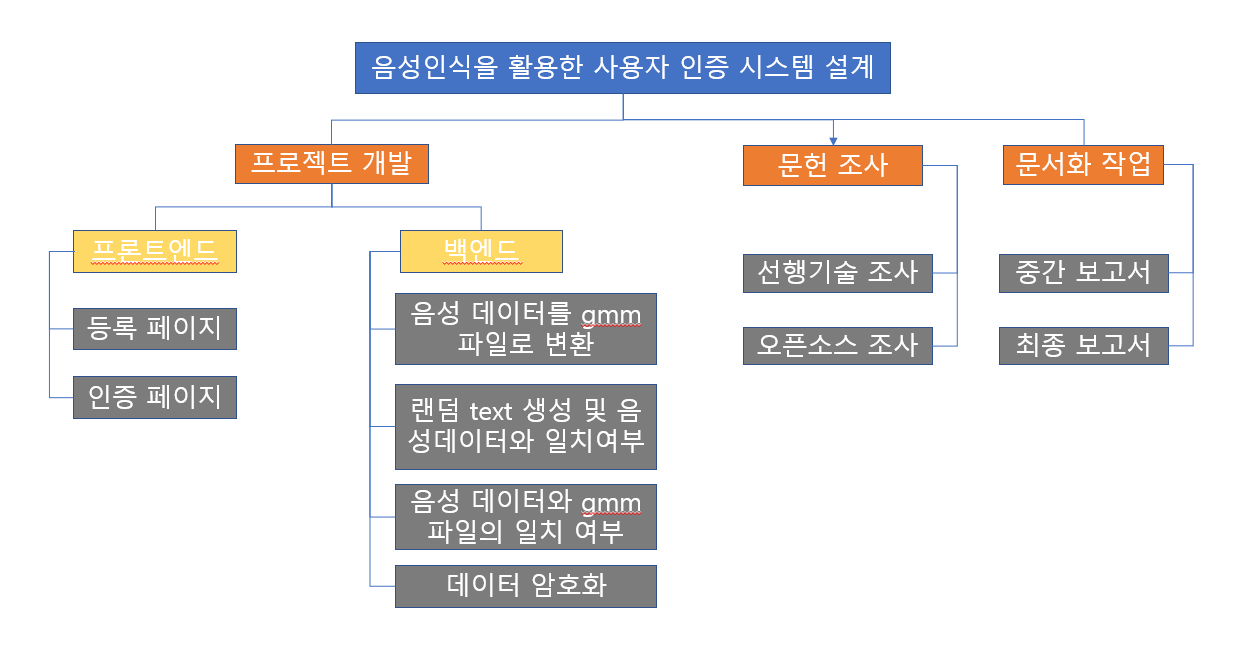 음성인식을 활용한 사용자 인증 시스템 설계
프로젝트 개발
문헌 조사
문서화 작업
프론트엔드
백엔드
등록 페이지
인증 페이지
음성 데이터를 gmm
파일로 변환
랜덤 text 생성 및 음
성데이터와 일치여부
음성 데이터와 gmm
파일의 일치 여부
데이터 암호화
선행기술 조사
오픈소스 조사
중간 보고서
최종 보고서